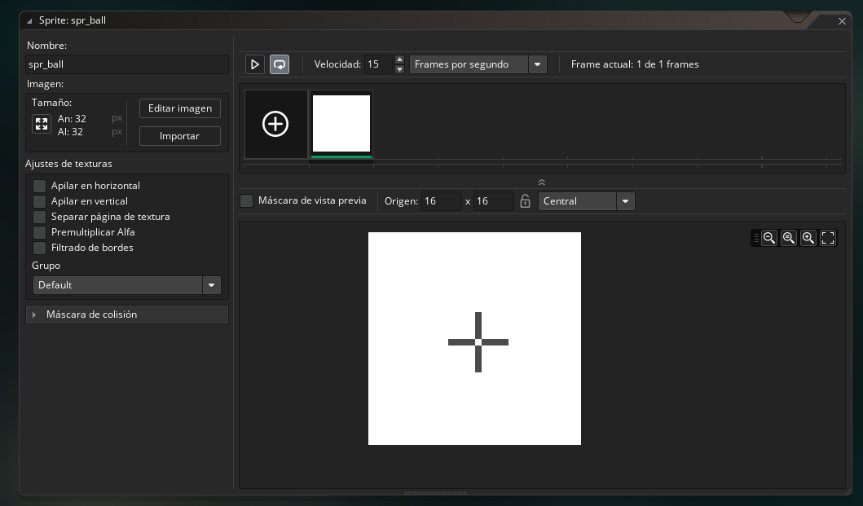 Sprite: spr_ball
Nombre:
spr_ball
Imagen:
Tamaño:
An: 32 px
Al: 32 px
Editar imagen
Importar
Ajustes de texturas
Apilar en horizontal
Apilar en vertical
Separar página de textura
Premultiplicar Alfa
Filtrado de bordes
Grupo
Default
Máscara de colisión
Velocidad: 15 Frames por segundo Frame actual: 1 de 1 frames
Máscara de vista previa Origen: 16 x 16 Central